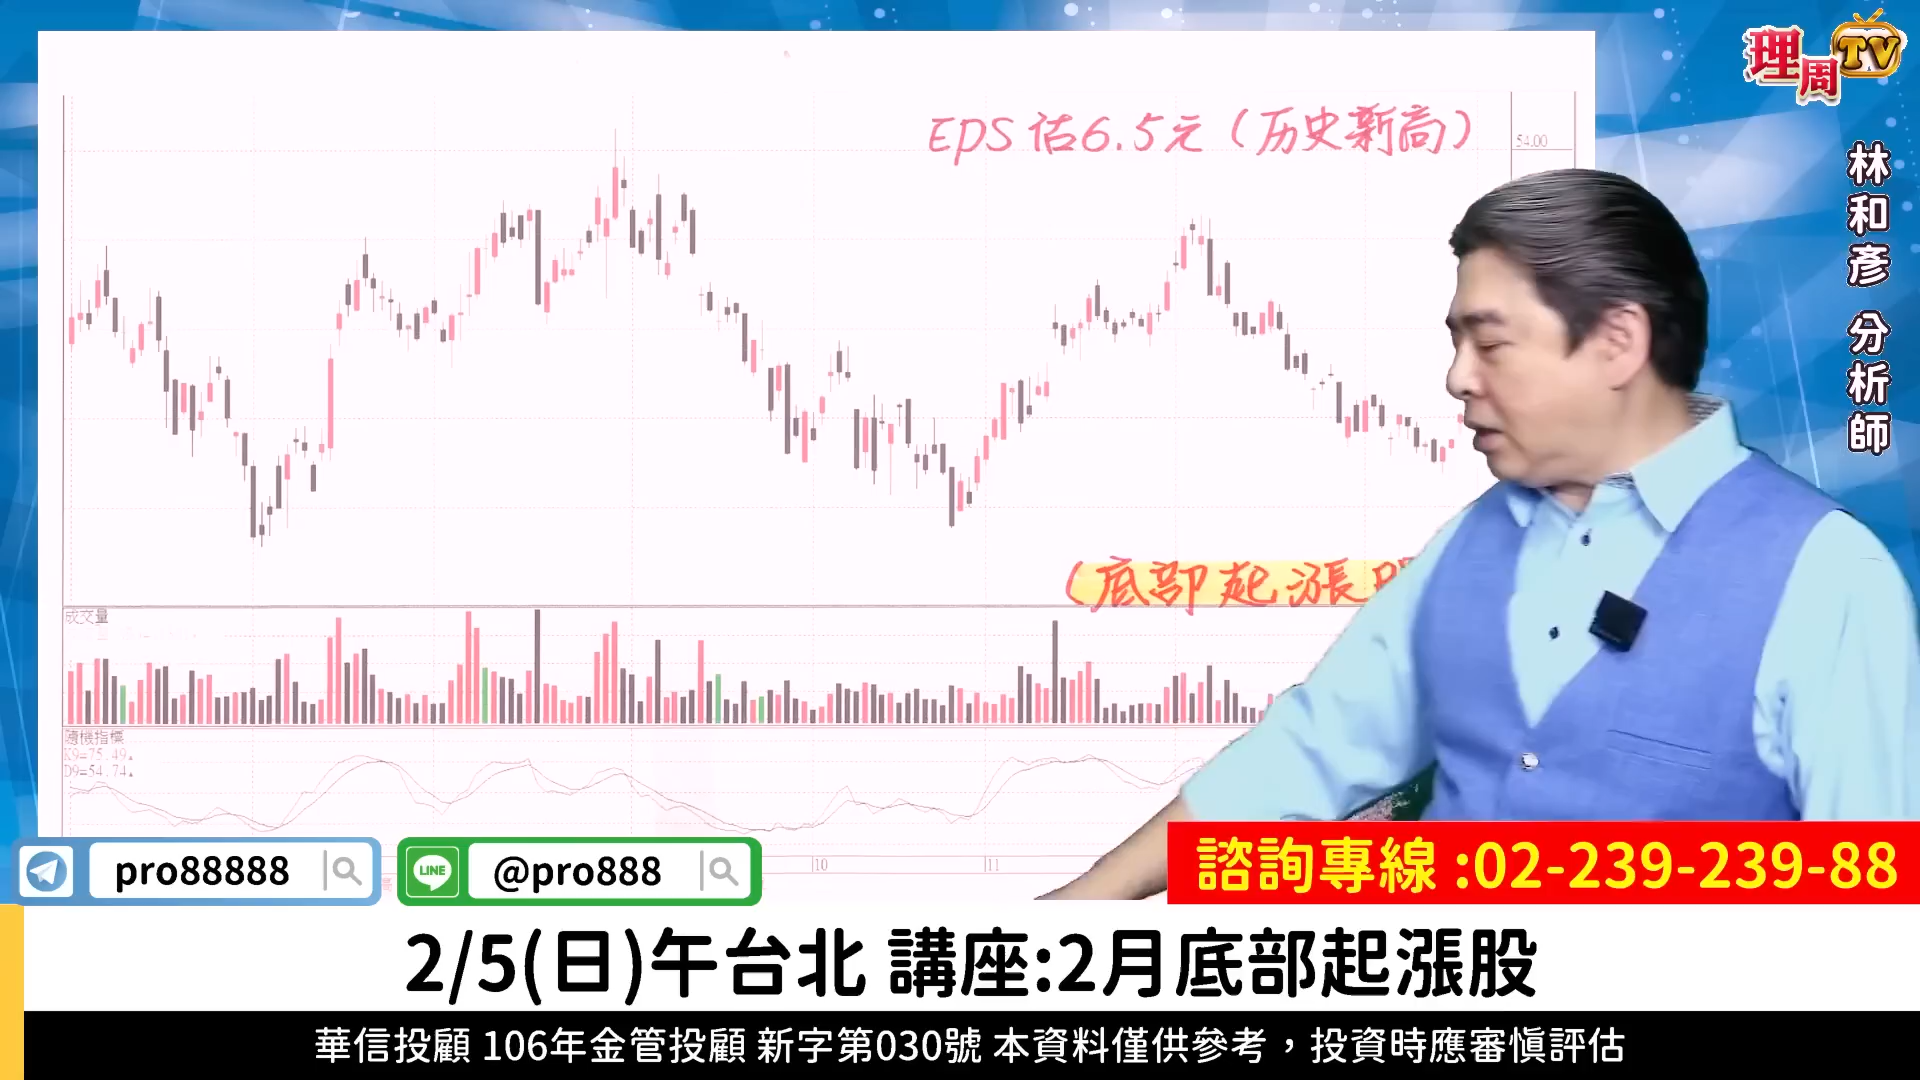 理周TV
林和彥 分析師
EPS 估6.5元(历史新高)
54.00
(底部起漲
成交量
隨機指標
K9=75.49▲
D9=54.74▲
10
11
pro88888
LINE
@pro888
諮詢專線 :02-239-239-88
2/5(日)午台北 講座:2月底部起漲股
華信投顧 106年金管投顧 新字第030號 本資料僅供參考，投資時應審慎評估